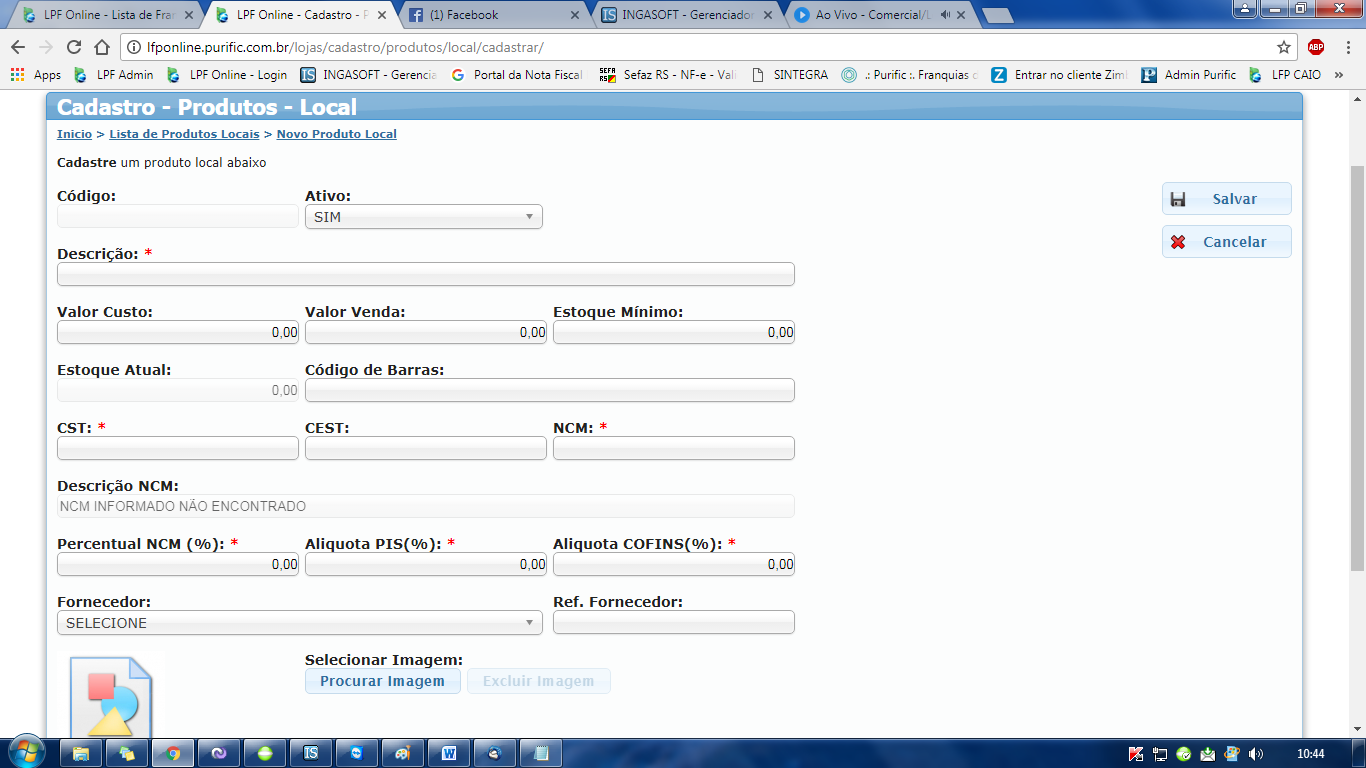 LPF Online - Lista de Fran
LPF Online - Cadastro - P
(1) Facebook
INGASOFT - Gerenciador
Ao Vivo - Comercial/L
lfponline.purific.com.br/lojas/cadastro/produtos/local/cadastrar/
ABP
Apps
LPF Admin
LPF Online - Login
IS
INGASOFT - Gerencia
Portal da Nota Fiscal
SEFA RS
Sefaz RS - NF-e - Vali
SINTEGRA
.: Purific :. Franquias
Entrar no cliente Zim
Admin Purific
LFP CAIO
»
Cadastro - Produtos - Local
Inicio > Lista de Produtos Locais > Novo Produto Local
Cadastre um produto local abaixo
Código:
Ativo:
SIM
Salvar
Cancelar
Descrição: *
Valor Custo:
Valor Venda:
Estoque Mínimo:
0,00
0,00
0,00
Estoque Atual:
Código de Barras:
0,00
CST: *
CEST:
NCM: *
Descrição NCM:
NCM INFORMADO NÃO ENCONTRADO
Percentual NCM (%): *
Aliquota PIS(%): *
Aliquota COFINS(%): *
0,00
0,00
0,00
Fornecedor:
Ref. Fornecedor:
SELECIONE
Selecionar Imagem:
Procurar Imagem
Excluir Imagem
10:44